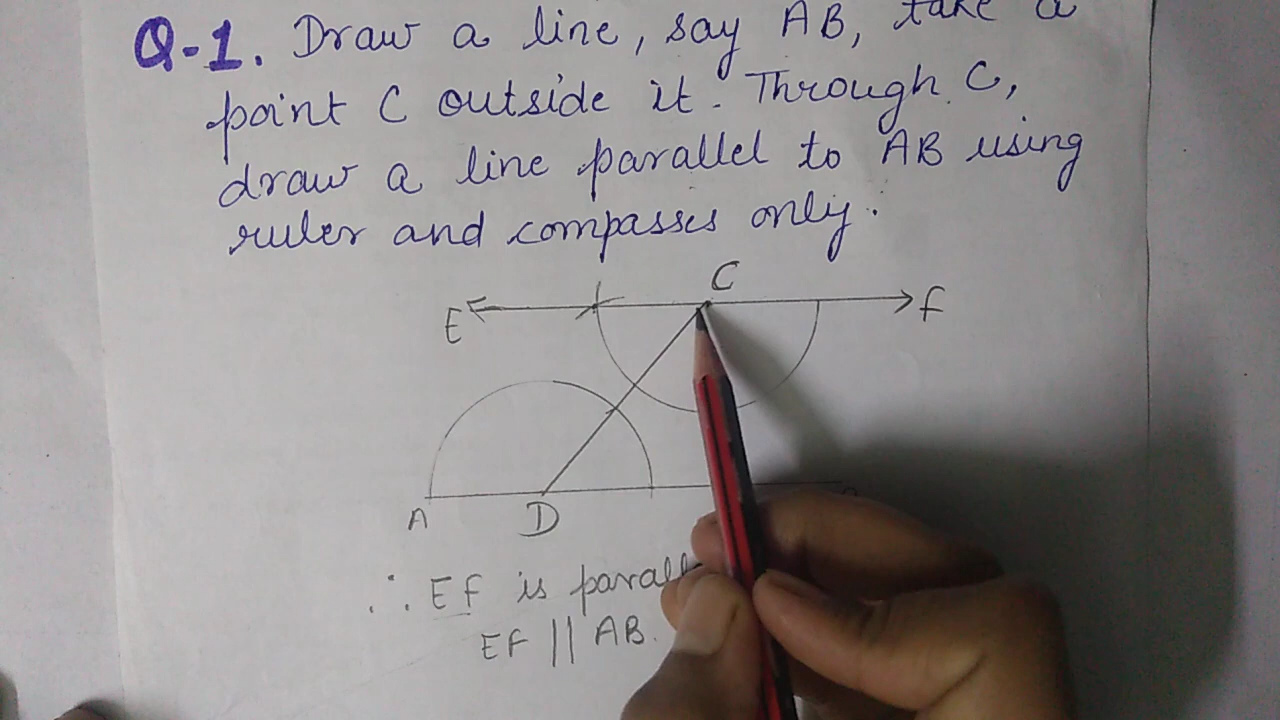 Q-1. Draw a line, say AB, take a
point C outside it. Through C,
draw a line parallel to AB using
ruler and compasses only.
C
E f
A D
∴ EF is
EF || AB.